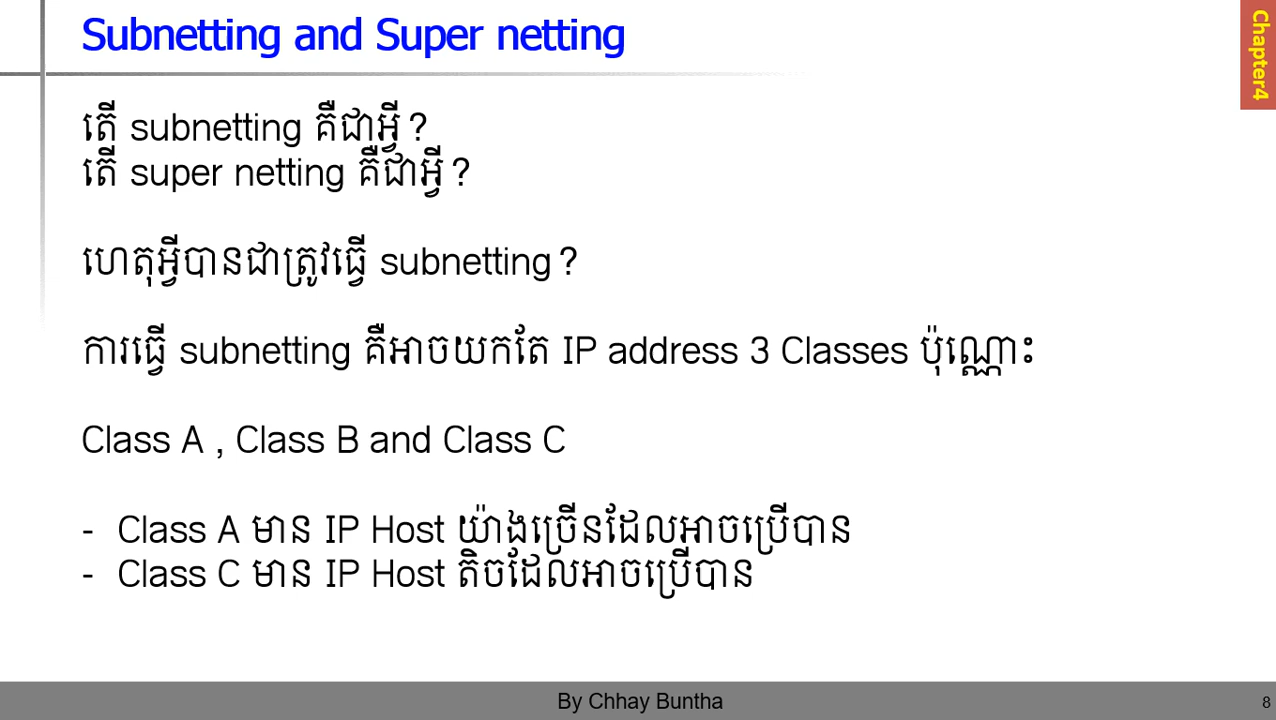 Subnetting and Super netting
Chapter4
តើ subnetting គឺជាអ្វី ?
តើ super netting គឺជាអ្វី ?
ហេតុអ្វីបានជាត្រូវធ្វើ subnetting ?
ការធ្វើ subnetting គឺអាចយកតែ IP address 3 Classes ប៉ុណ្ណោះ
Class A , Class B and Class C
- Class A មាន IP Host យ៉ាងច្រើនដែលអាចប្រើបាន
- Class C មាន IP Host តិចដែលអាចប្រើបាន
By Chhay Buntha
8